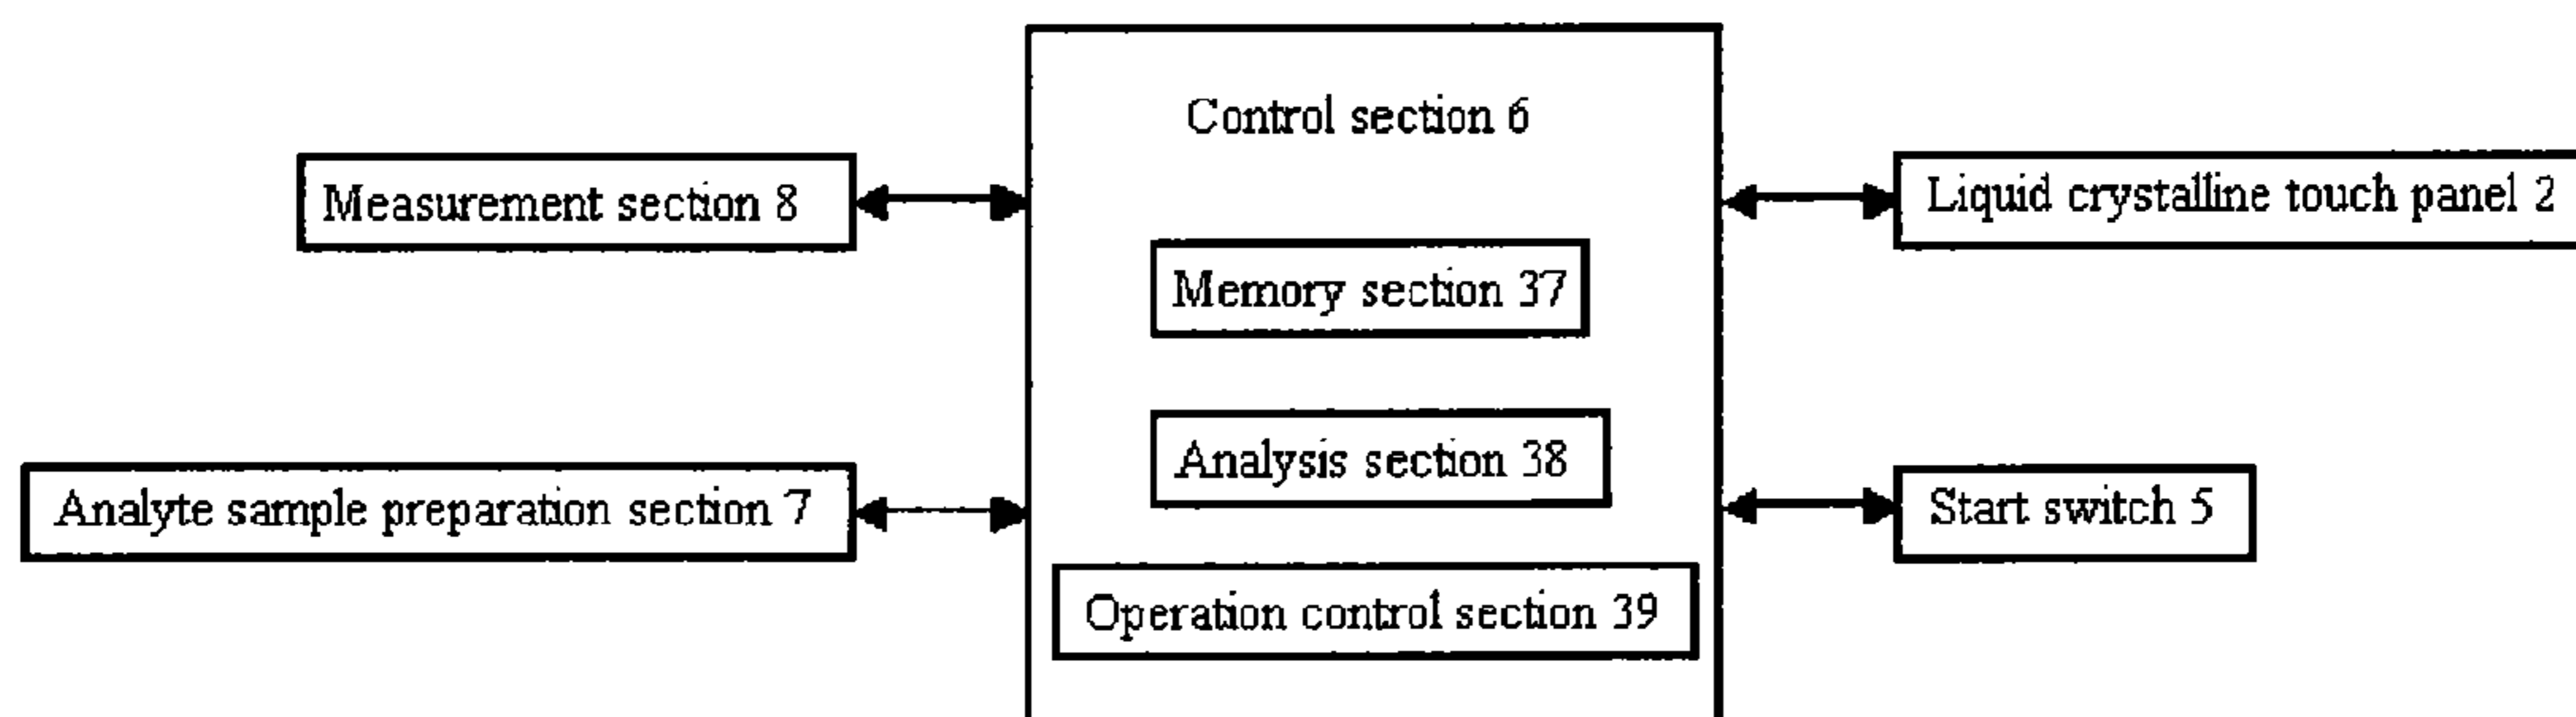 Control section 6
Measurement section 8
Liquid crystalline touch panel 2
Memory section 37
Analysis section 38
Analyte sample preparation section 7
Start switch 5
Operation control section 39